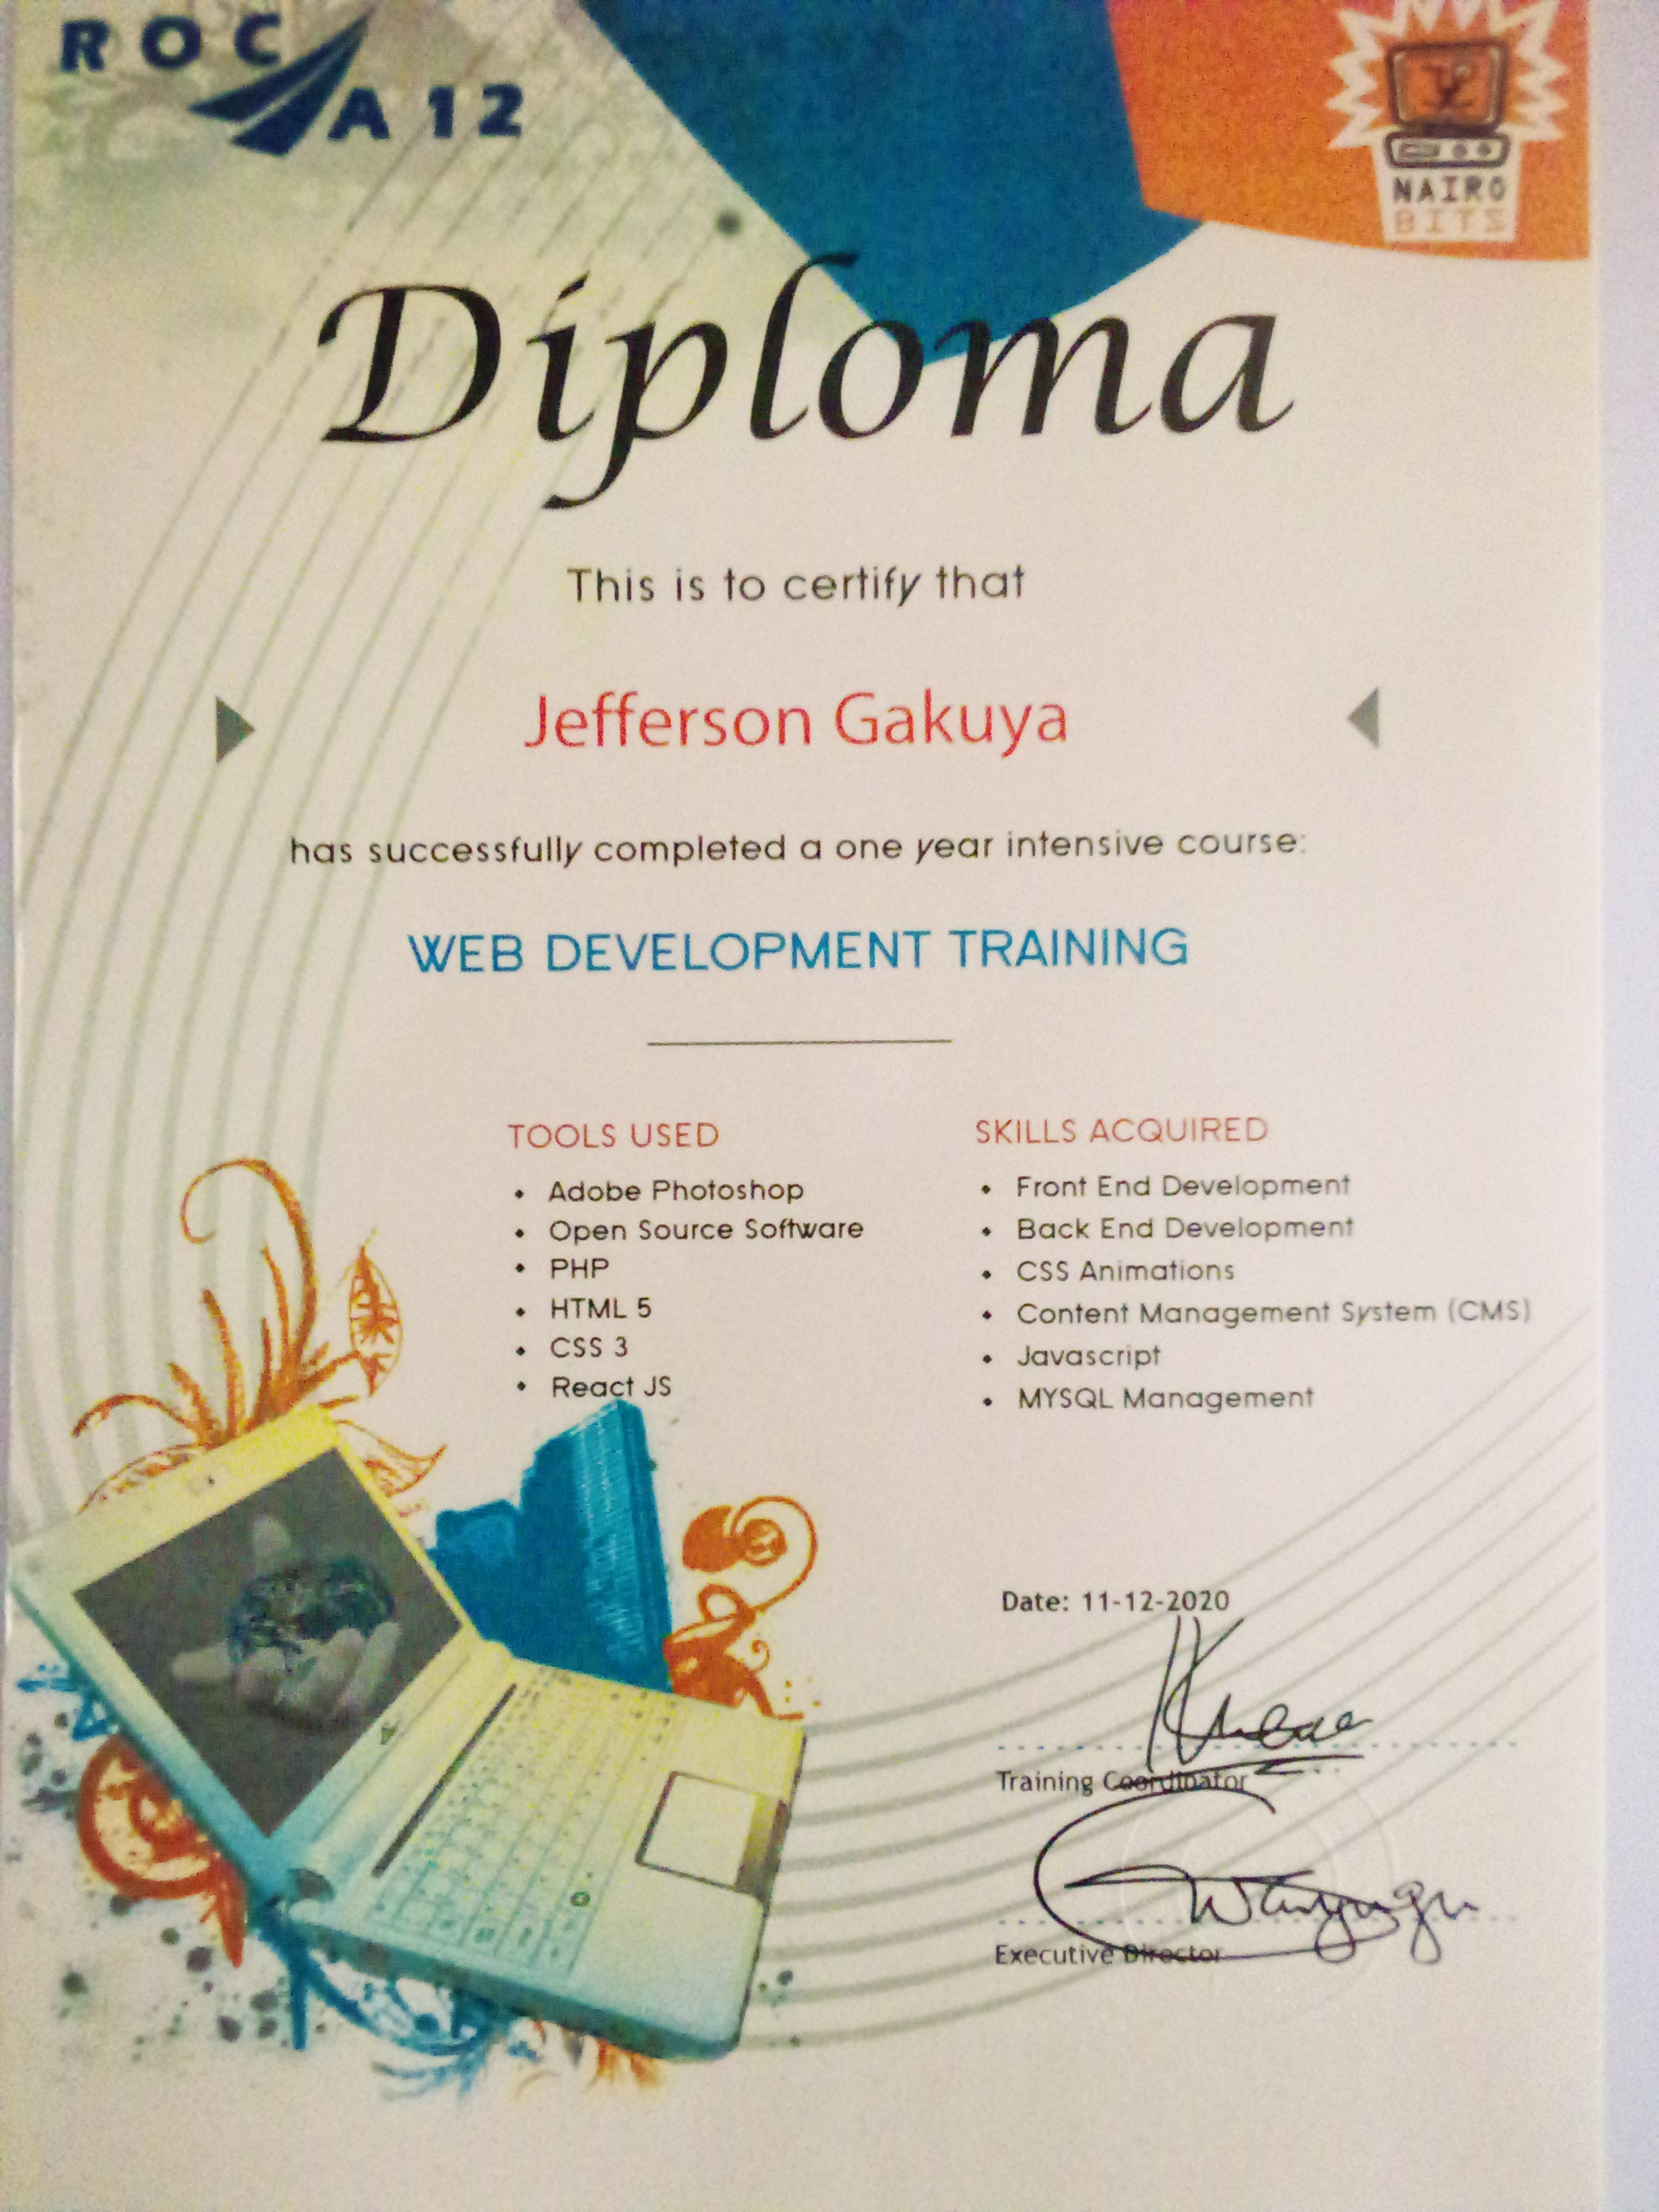 ROC
A 12
NAIRO
BITS
Diploma
This is to certify that
Jefferson Gakuya
has successfully completed a one year intensive course:
WEB DEVELOPMENT TRAINING
TOOLS USED
• Adobe Photoshop
• Open Source Software
• PHP
• HTML 5
• CSS 3
• React JS
SKILLS ACQUIRED
• Front End Development
• Back End Development
• CSS Animations
• Content Management System (CMS)
• Javascript
• MYSQL Management
Date: 11-12-2020
Training Coordinator
Executive Director